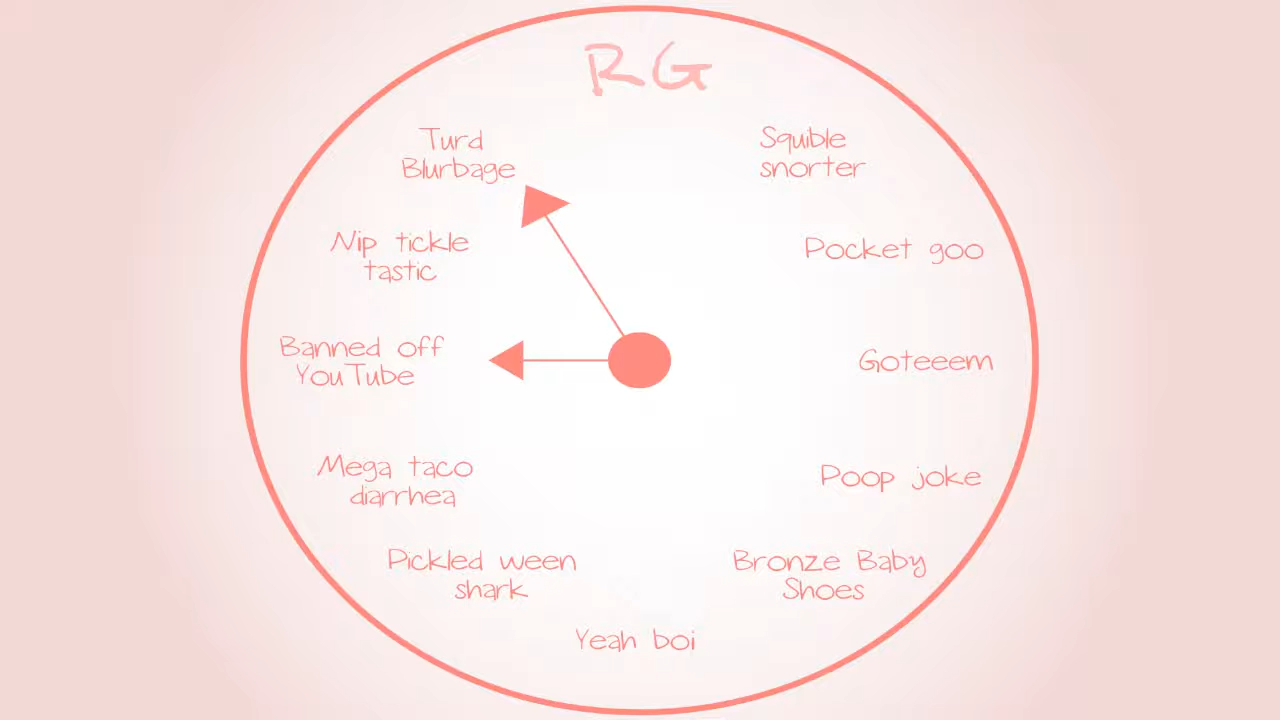 RG
Turd
Blurbage
Squible
snorter
Nip tickle
tastic
Pocket goo
Banned off
YouTube
Goteeem
Mega taco
diarrhea
Poop joke
Pickled ween
shark
Bronze Baby
Shoes
Yeah boi